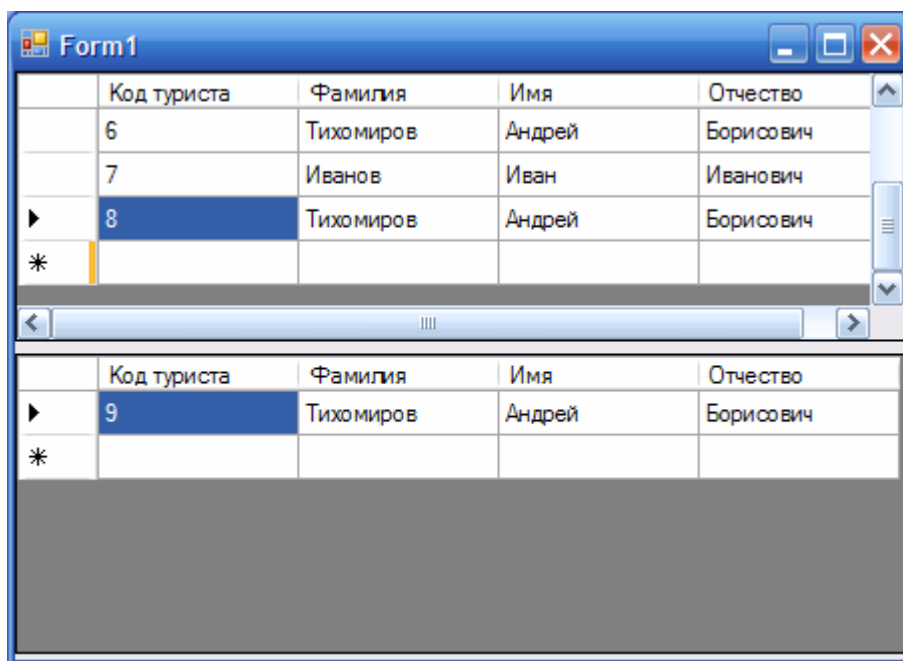 Form1
Код туриста Фамилия Имя Отчество
6 Тихомиров Андрей Борисович
7 Иванов Иван Иванович
8 Тихомиров Андрей Борисович
Код туриста Фамилия Имя Отчество
9 Тихомиров Андрей Борисович